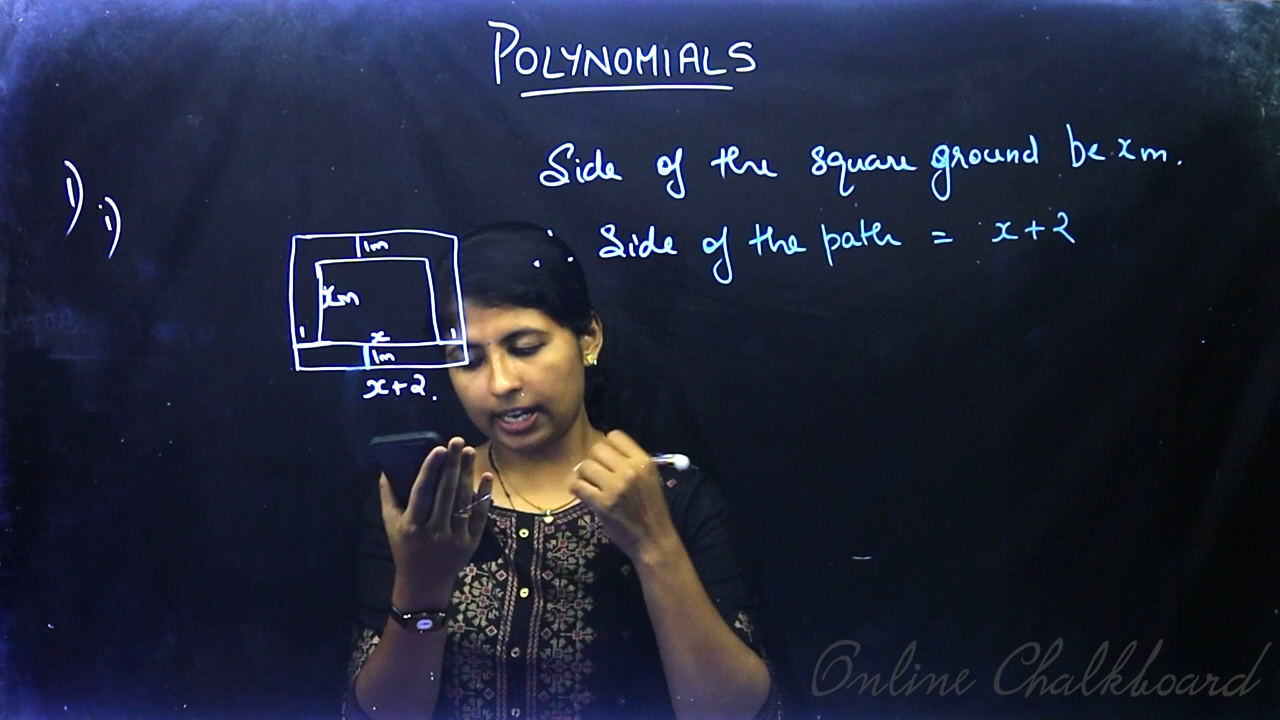 POLYNOMIALS
1) i)
Side of the square ground be x m.
∴ Side of the path = x+2
1m
xm
x
1 1
1m
x+2.
Online Chalkboard